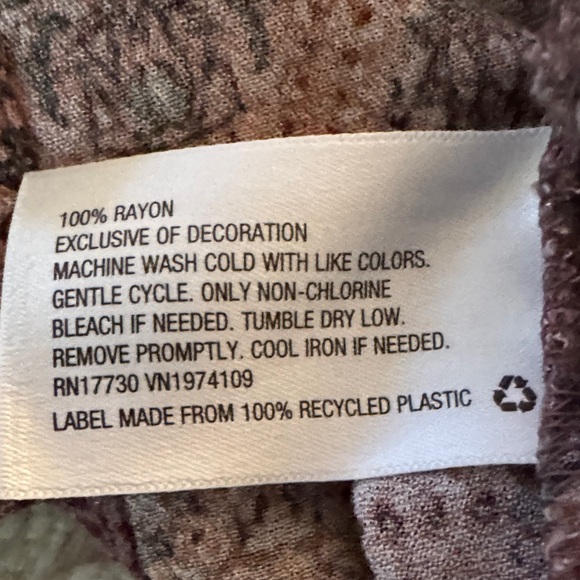 100% RAYON
EXCLUSIVE OF DECORATION
MACHINE WASH COLD WITH LIKE COLORS.
GENTLE CYCLE. ONLY NON-CHLORINE
BLEACH IF NEEDED. TUMBLE DRY LOW.
REMOVE PROMPTLY. COOL IRON IF NEEDED.
RN17730 VN1974109
LABEL MADE FROM 100% RECYCLED PLASTIC